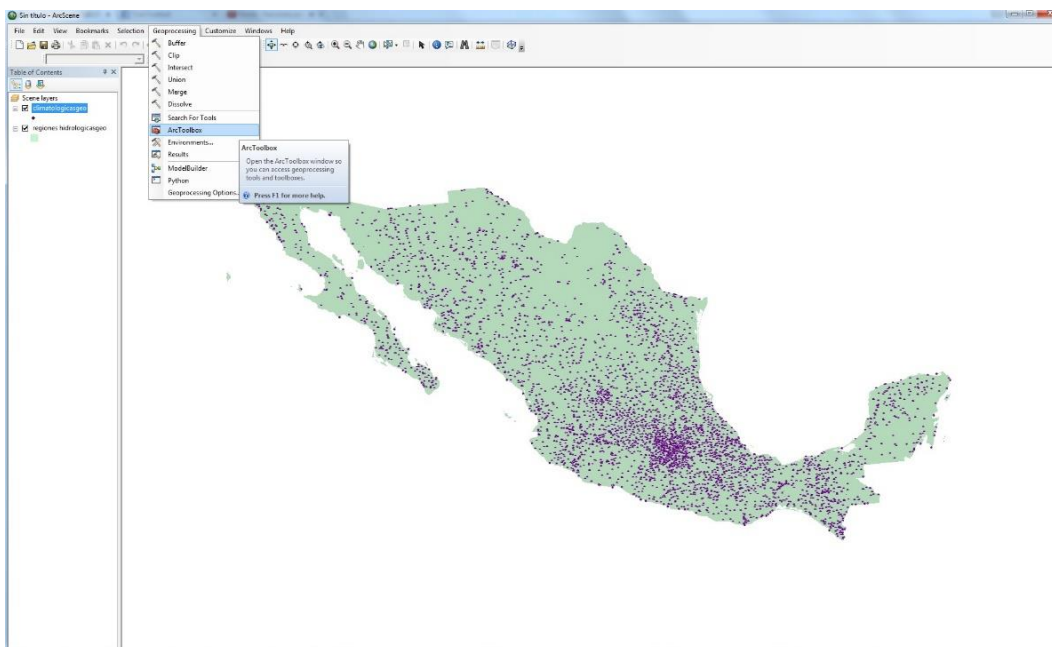 Sin título - ArcScene
File Edit View Bookmarks Selection Geoprocessing Customize Windows Help
Buffer
Clip
Intersect
Union
Merge
Dissolve
Search For Tools
ArcToolbox
Environments...
Results
ModelBuilder
Python
Geoprocessing Options...
ArcToolbox
Open the ArcToolbox window so
you can access geoprocessing
tools and toolboxes.
Press F1 for more help.
Table of Contents
Scene layers
climatologicasgeo
regiones hidrologicasgeo